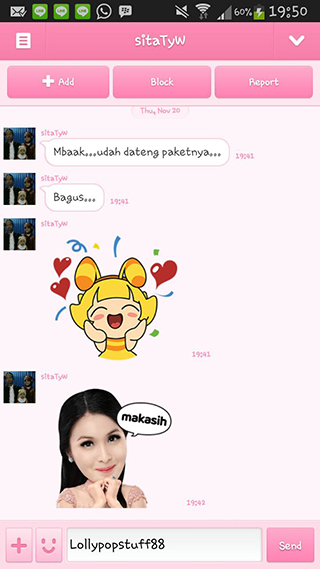 60% 19:50
sitaTyW
+ Add
Block
Report
Thu, Nov 20
sitaTyW
Mbaak,,,udah dateng paketnya,,,
19:41
sitaTyW
Bagus,,,
19:41
sitaTyW
19:41
sitaTyW
makasih
19:42
Lollypopstuff88
Send